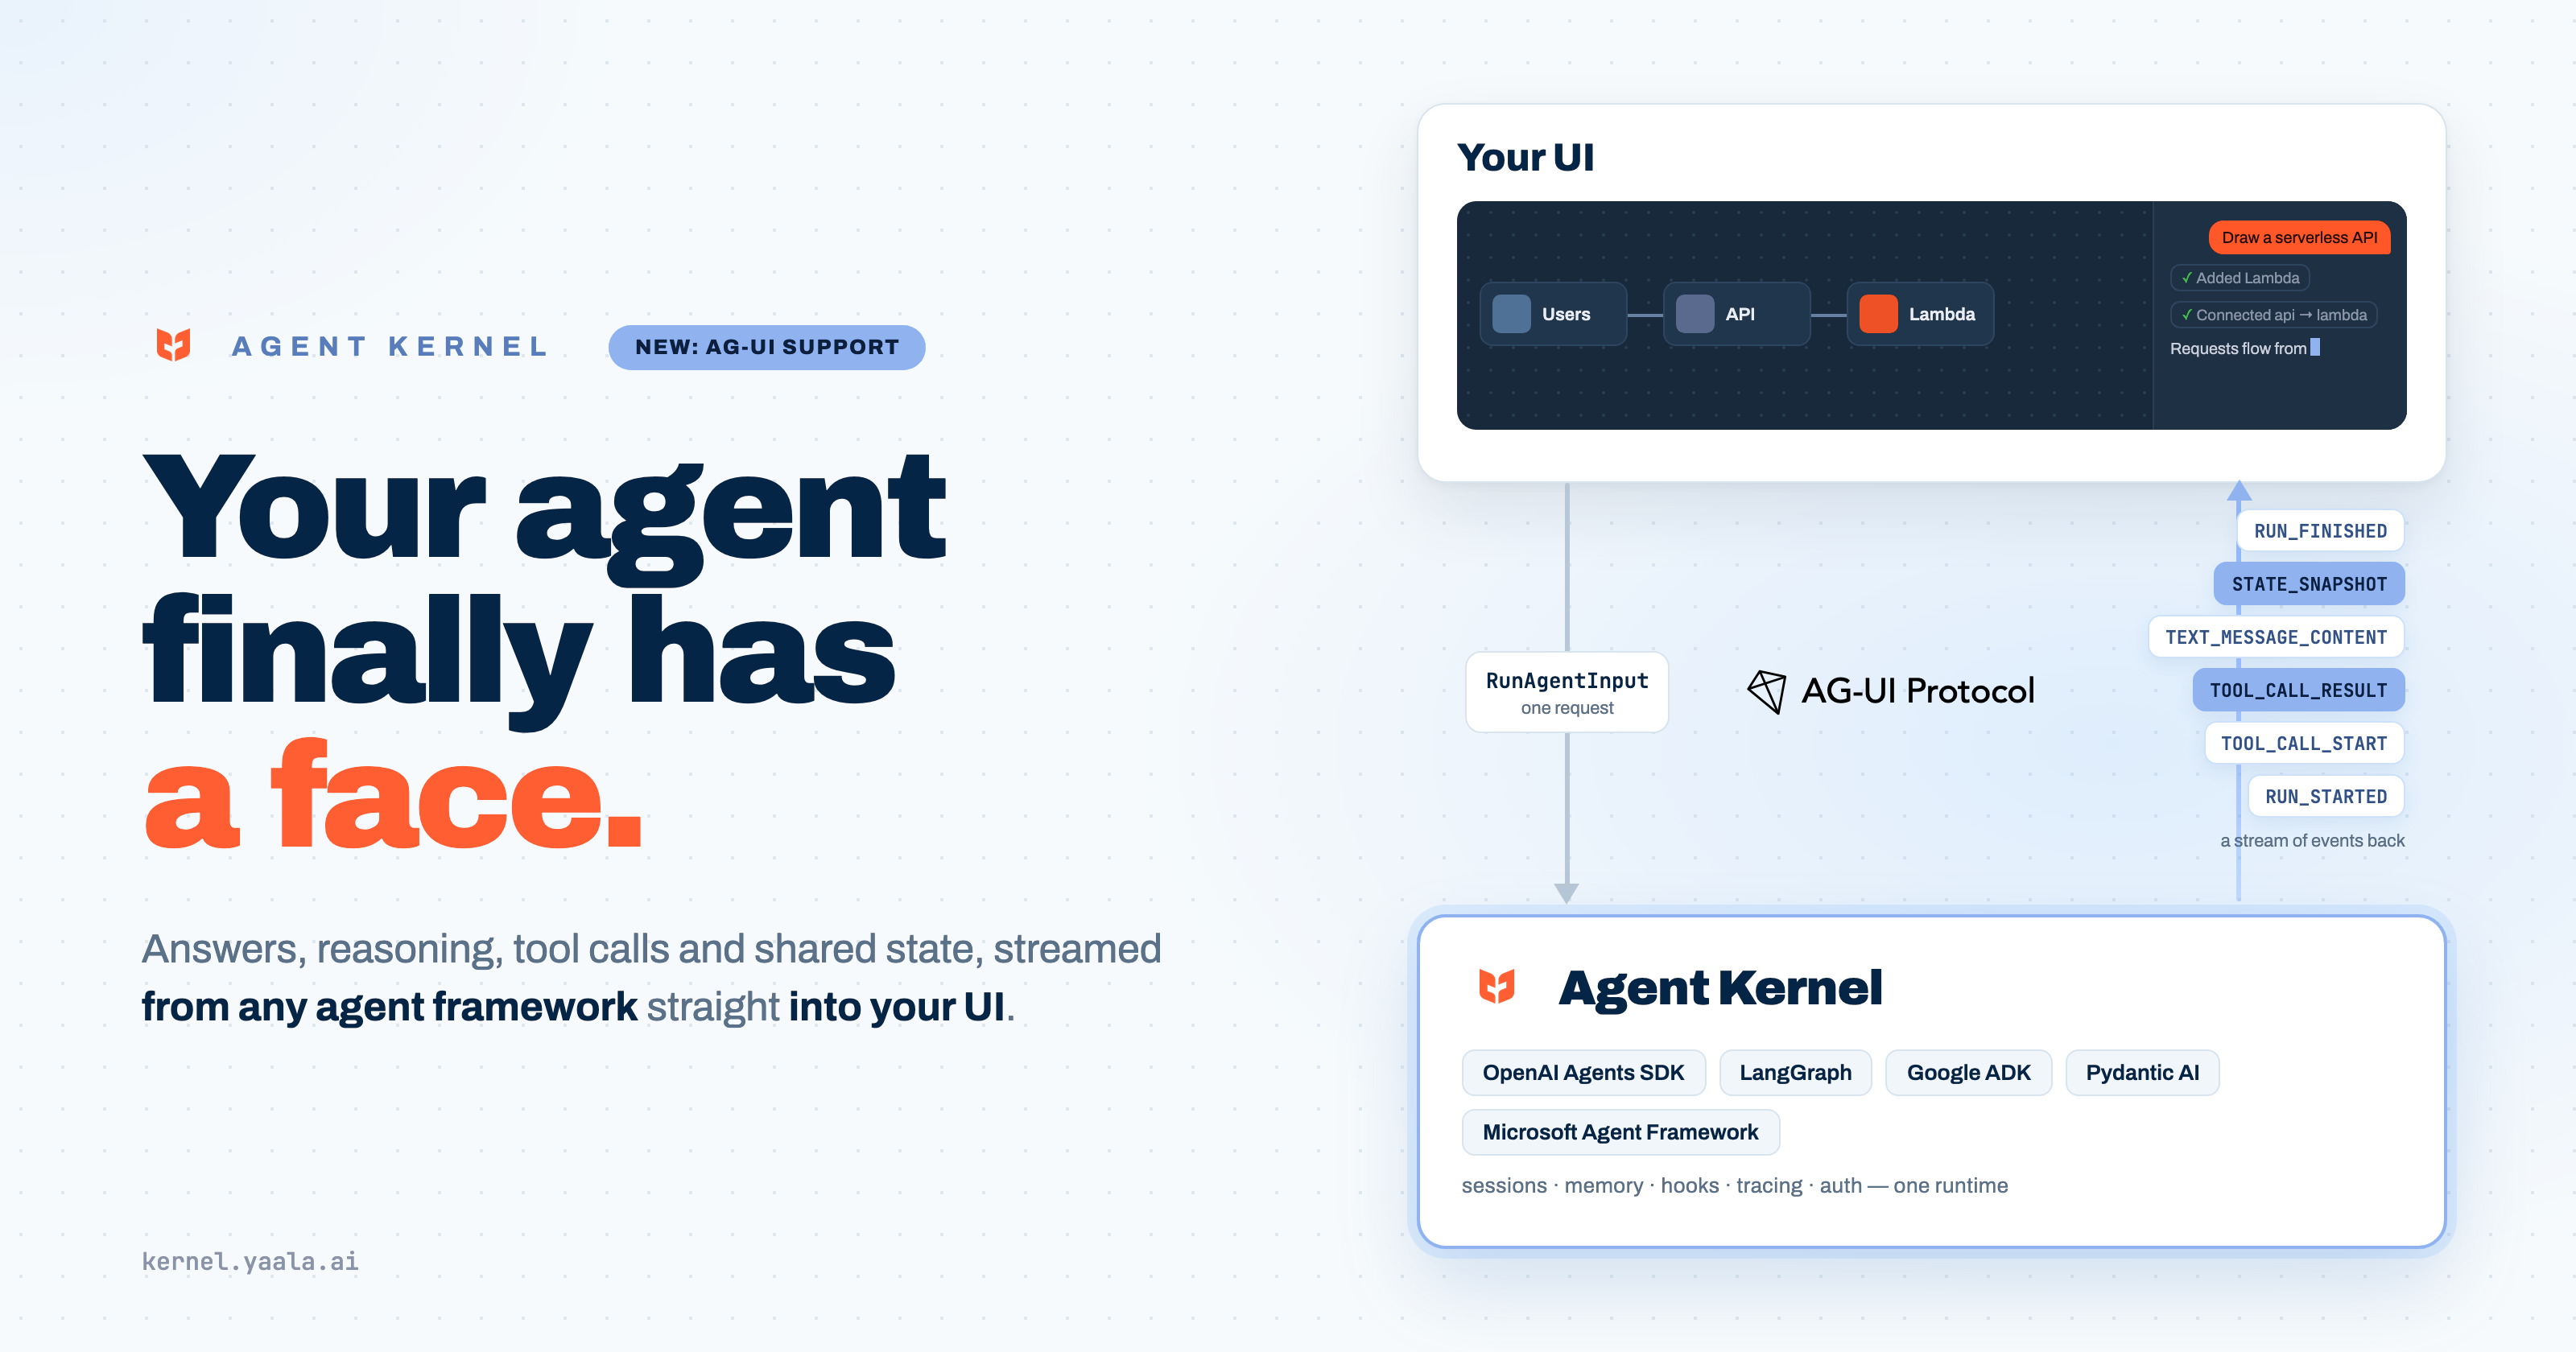 AGENT KERNEL
NEW: AG-UI SUPPORT
Your agent
finally has
a face.
Answers, reasoning, tool calls and shared state, streamed
from any agent framework straight into your UI.
kernel.yaala.ai
Your UI
Users
API
Lambda
Draw a serverless API
✓ Added Lambda
✓ Connected api → lambda
Requests flow from
RunAgentInput
one request
AG-UI Protocol
RUN_FINISHED
STATE_SNAPSHOT
TEXT_MESSAGE_CONTENT
TOOL_CALL_RESULT
TOOL_CALL_START
RUN_STARTED
a stream of events back
Agent Kernel
OpenAI Agents SDK
LangGraph
Google ADK
Pydantic AI
Microsoft Agent Framework
sessions · memory · hooks · tracing · auth — one runtime